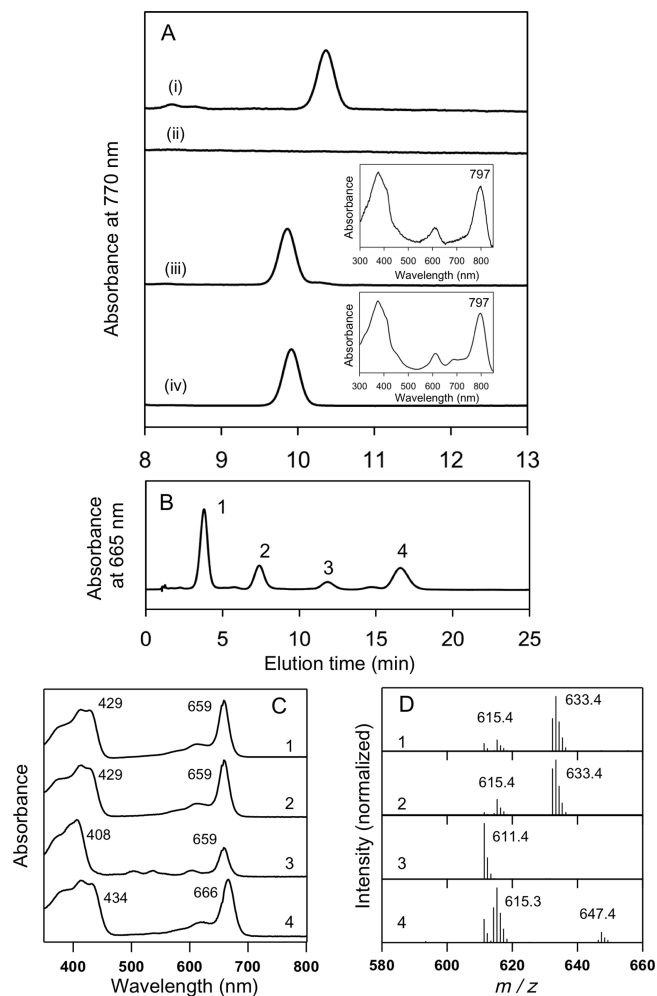 A
Absorbance at 770 nm
(i)
(ii)
(iii)
(iv)
797
Absorbance
300 400 500 600 700 800
Wavelength (nm)
797
Absorbance
300 400 500 600 700 800
Wavelength (nm)
8 9 10 11 12 13
B
Absorbance
at 665 nm
1
2
3
4
0 5 10 15 20 25
Elution time (min)
C
Absorbance
429 659 1
429 659 2
408 659 3
434 666 4
400 500 600 700 800
Wavelength (nm)
D
Intensity (normalized)
1 615.4 633.4
2 615.4 633.4
3 611.4
4 615.3 647.4
580 600 620 640 660
m / z